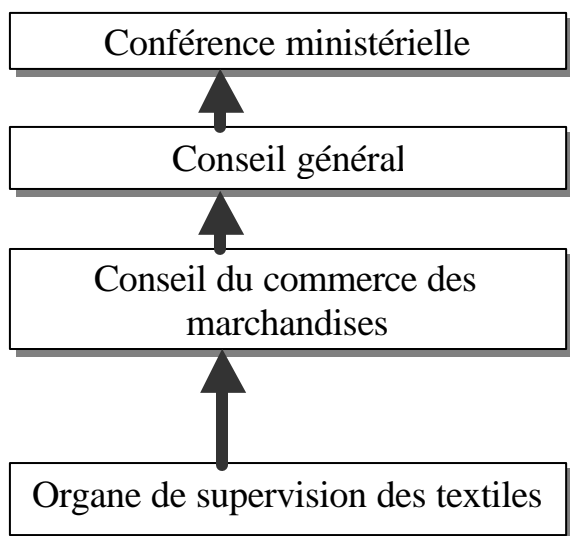 Conférence ministérielle
Conseil général
Conseil du commerce des
marchandises
Organe de supervision des textiles